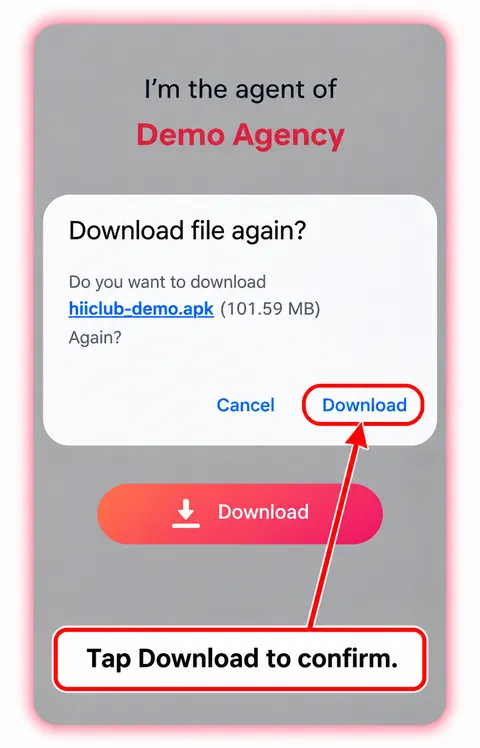 I’m the agent of
Demo Agency
Download file again?
Do you want to download
hiiclub-demo.apk (101.59 MB)
Again?
Cancel
Download
Download
Tap Download to confirm.